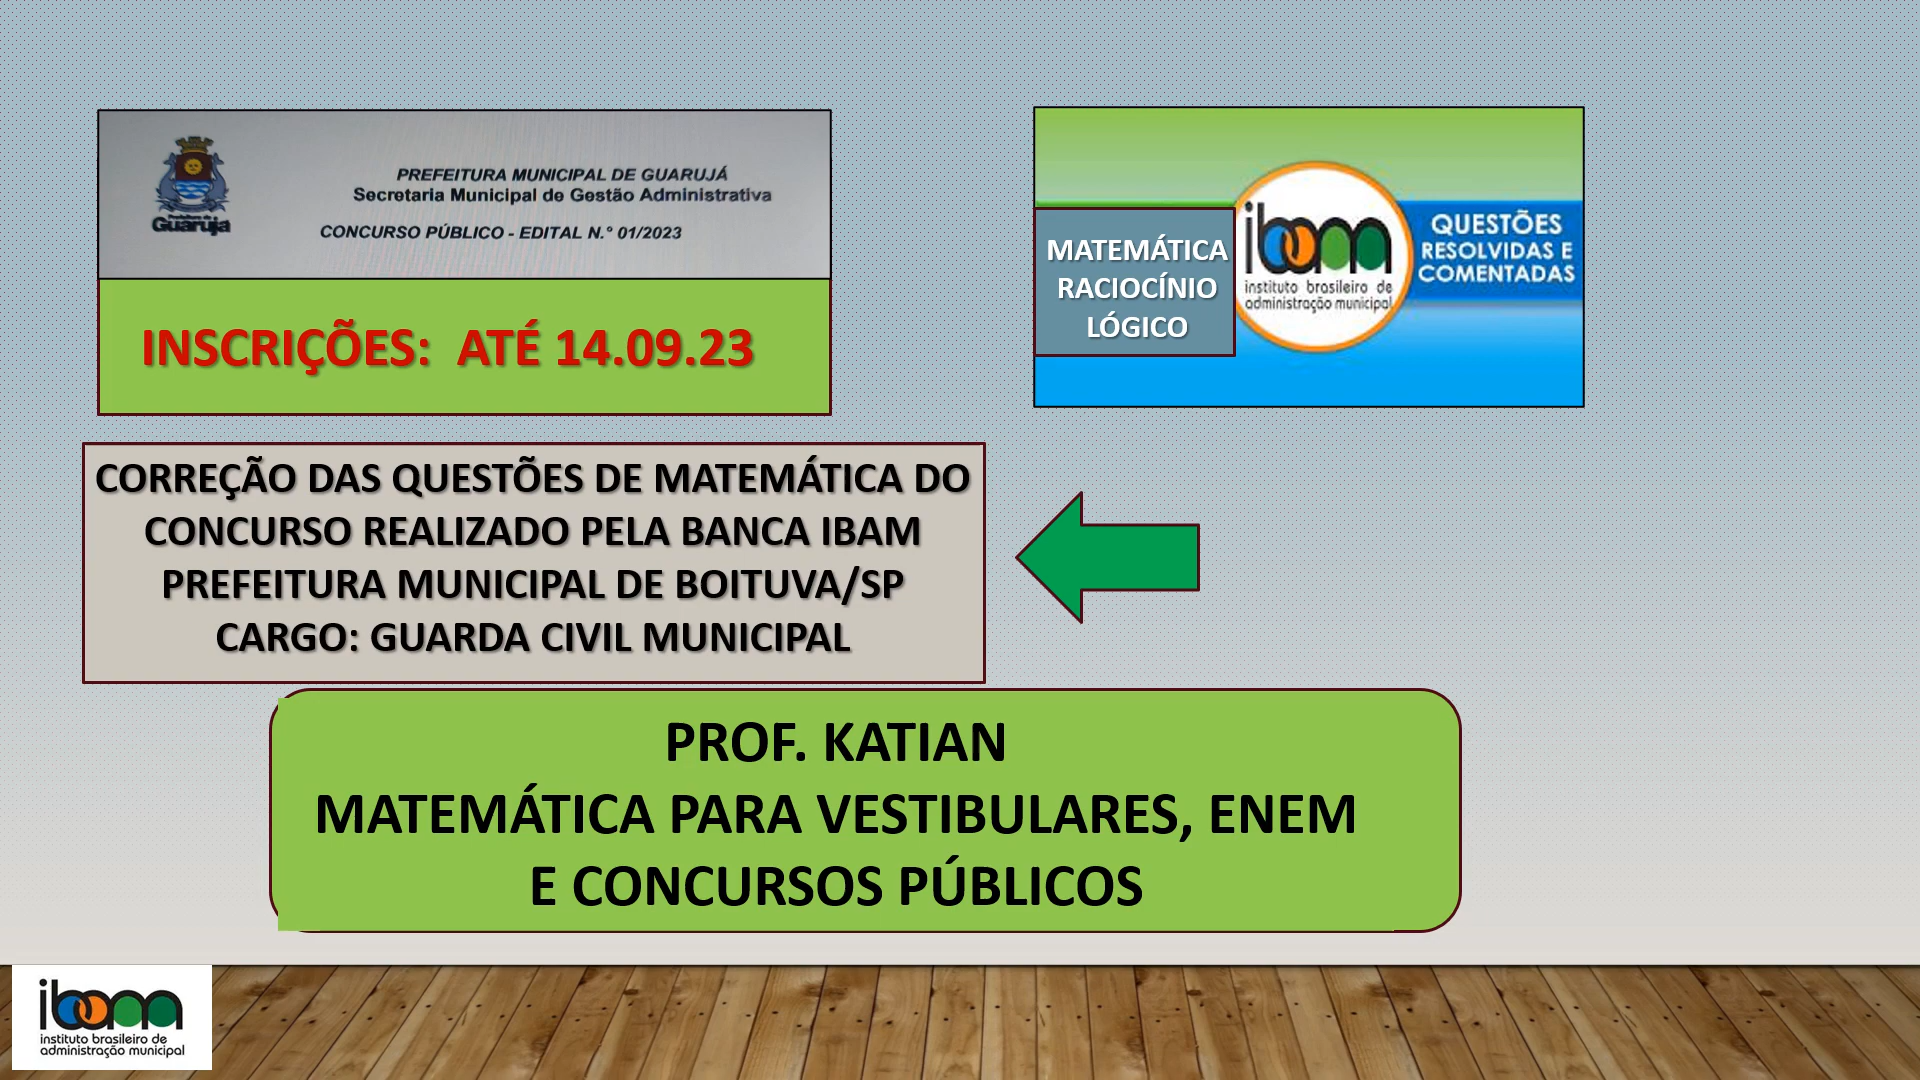 PREFEITURA MUNICIPAL DE GUARUJÁ
Secretaria Municipal de Gestão Administrativa
CONCURSO PÚBLICO - EDITAL N.° 01/2023
Prefeitura de
Guarujá
INSCRIÇÕES: ATÉ 14.09.23
MATEMÁTICA
RACIOCÍNIO
LÓGICO
ibam
instituto brasileiro de
administração municipal
QUESTÕES
RESOLVIDAS E
COMENTADAS
CORREÇÃO DAS QUESTÕES DE MATEMÁTICA DO
CONCURSO REALIZADO PELA BANCA IBAM
PREFEITURA MUNICIPAL DE BOITUVA/SP
CARGO: GUARDA CIVIL MUNICIPAL
PROF. KATIAN
MATEMÁTICA PARA VESTIBULARES, ENEM
E CONCURSOS PÚBLICOS
ibam
instituto brasileiro de
administração municipal